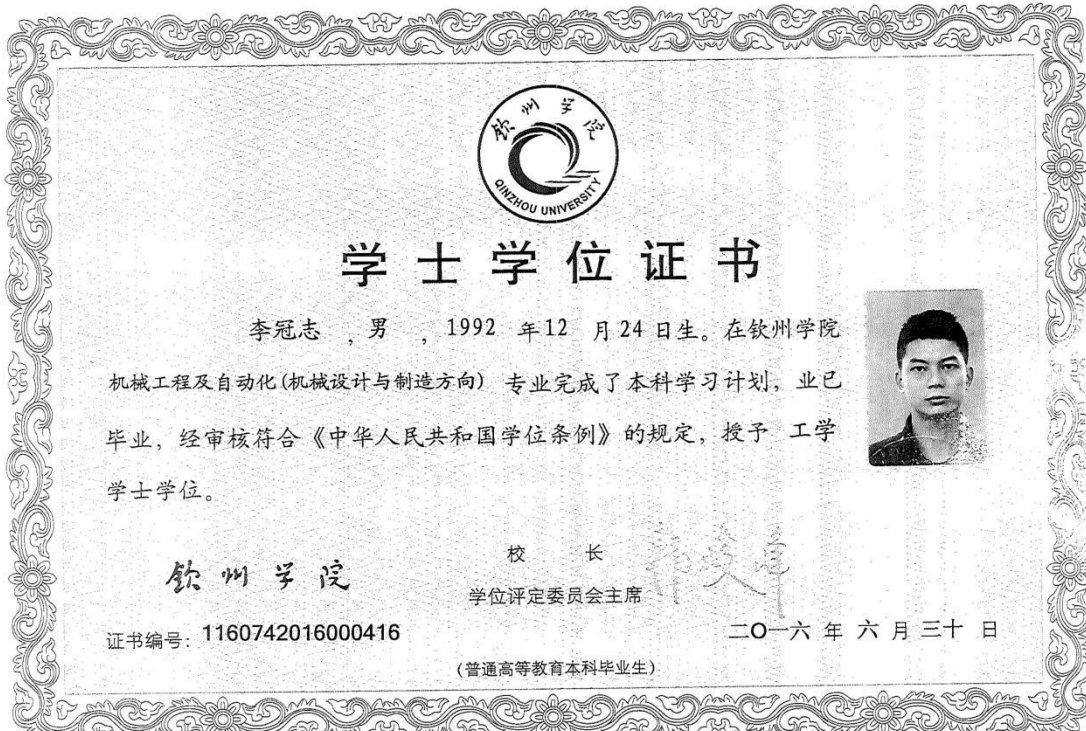 钦州学院
QINZHOU UNIVERSITY
学士学位证书
李冠志 , 男 , 1992 年12 月24日生。在钦州学院
机械工程及自动化(机械设计与制造方向) 专业完成了本科学习计划，业已
毕业，经审核符合《中华人民共和国学位条例》的规定，授予 工学
学士学位。
钦州学院
校 长
学位评定委员会主席
证书编号：1160742016000416
二O一六 年 六 月 三十 日
(普通高等教育本科毕业生)